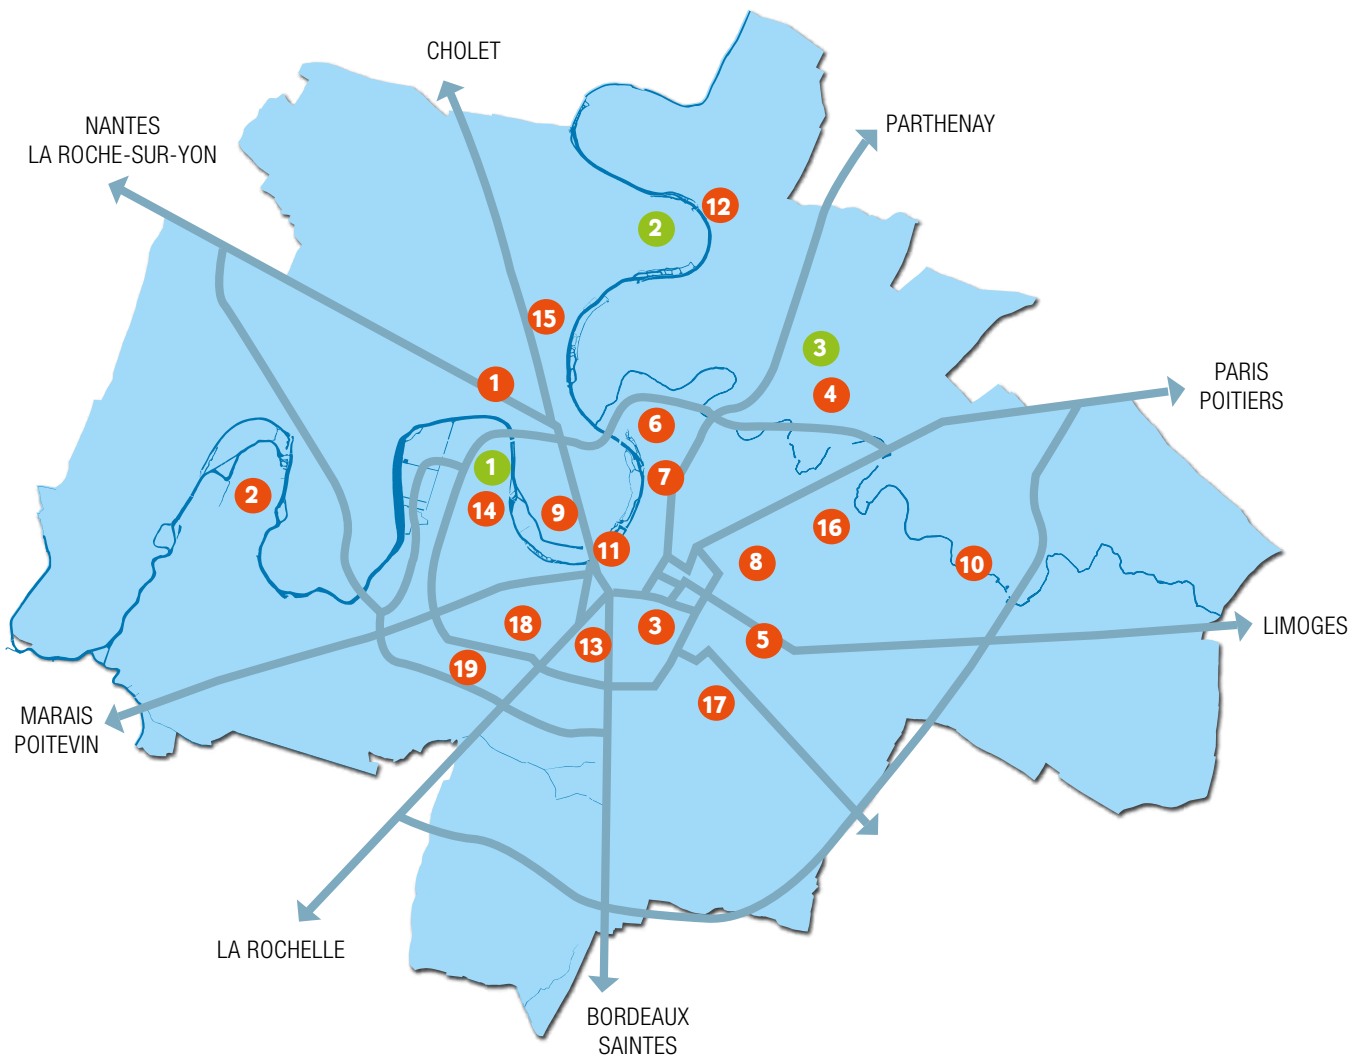 CHOLET
NANTES
LA ROCHE-SUR-YON
PARTHENAY
12
2
15
3
1
4
PARIS
POITIERS
6
1
7
2
14
9
16
11
8
10
18
3
13
5
LIMOGES
19
17
MARAIS
POITEVIN
LA ROCHELLE
BORDEAUX
SAINTES